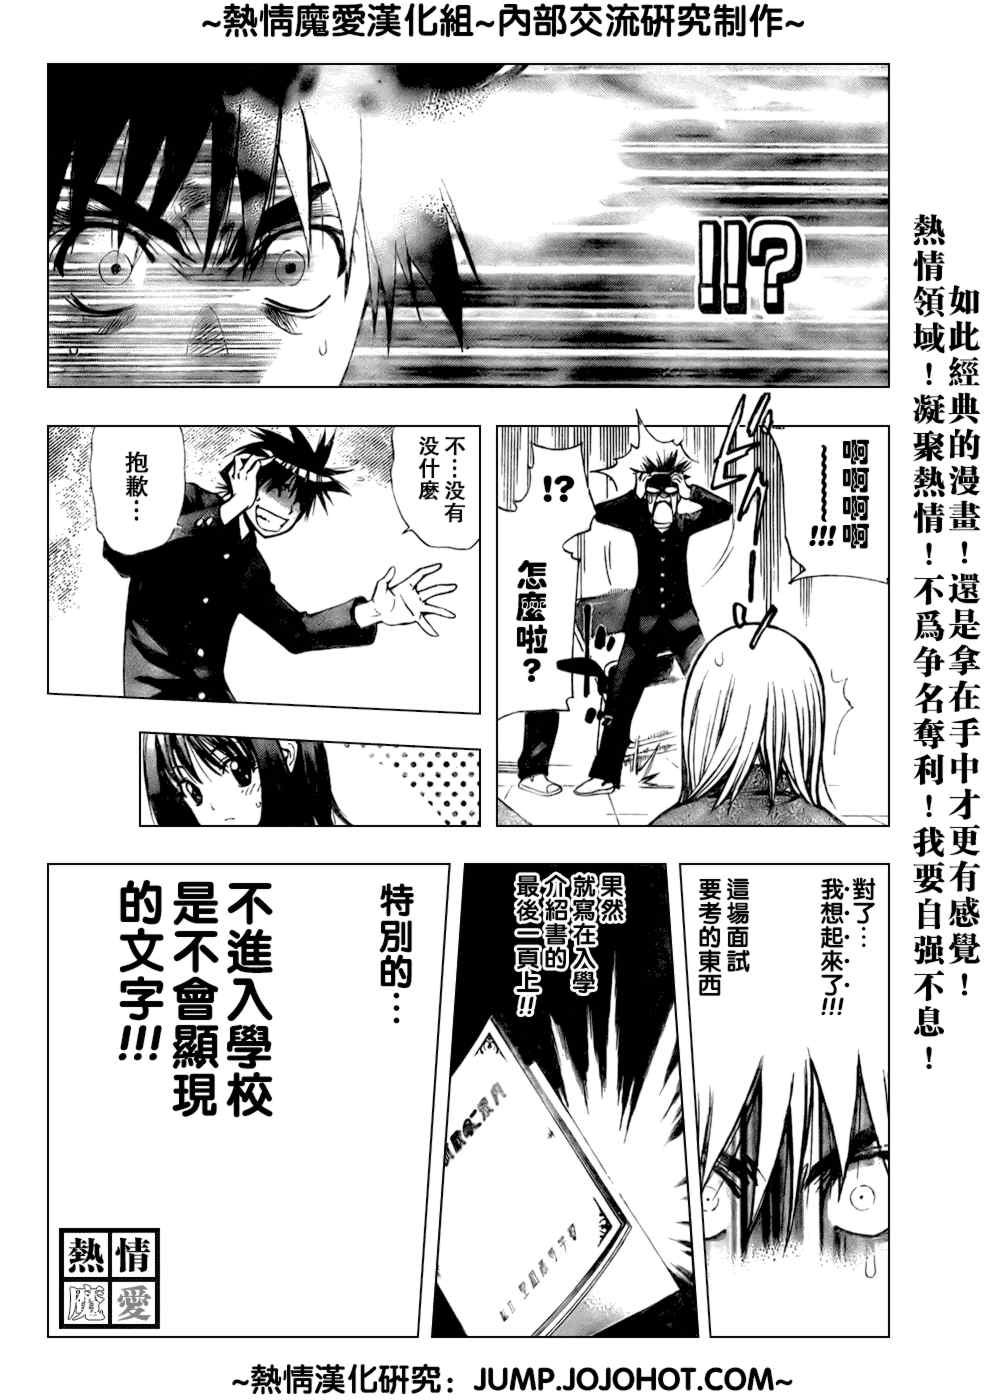 ~熱情魔愛漢化組~內部交流研究制作~
如此經典的漫畫！還是拿在手中才更有感覺！
熱情領域！凝聚熱情！不爲争名奪利！我要自强不息！
!!?
啊啊啊啊
~~~~!!!
!?
怎麼啦？
不…没有
没什麼
抱歉…
對了…
我想起來了!!!
這場面試
要考的東西
果然
就寫在入學
介紹書的
最後一頁上!!
特別的…
不進入學校
是不會顯現
的文字!!!
熱情
魔愛
~熱情漢化研究：JUMP.JOJOHOT.COM~